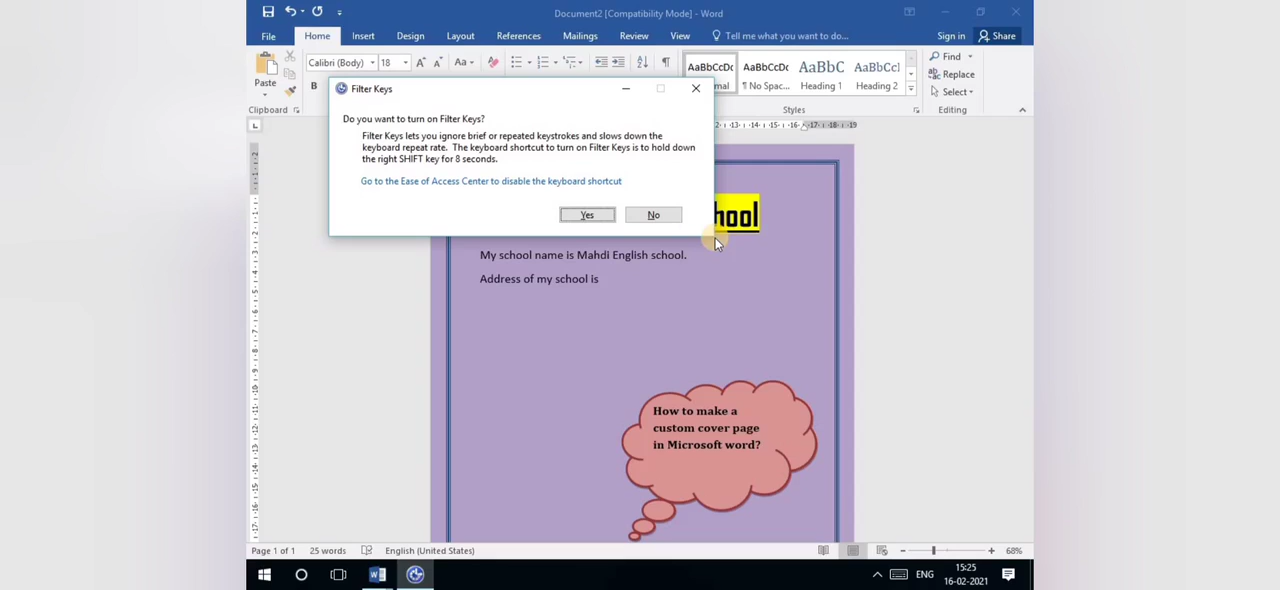 Document2 [Compatibility Mode] - Word
File Home Insert Design Layout References Mailings Review View Tell me what you want to do... Sign in Share
Paste
Clipboard
Calibri (Body) 18
Aa
B
AaBbCcDc AaBbCcDc AaBbC AaBbCc
mal ¶ No Spac... Heading 1 Heading 2
Styles
Find
Replace
Select
Editing
Filter Keys
Do you want to turn on Filter Keys?
Filter Keys lets you ignore brief or repeated keystrokes and slows down the
keyboard repeat rate. The keyboard shortcut to turn on Filter Keys is to hold down
the right SHIFT key for 8 seconds.
Go to the Ease of Access Center to disable the keyboard shortcut
Yes No
hool
My school name is Mahdi English school.
Address of my school is
How to make a
custom cover page
in Microsoft word?
Page 1 of 1 25 words English (United States) 68%
ENG
15:25
16-02-2021